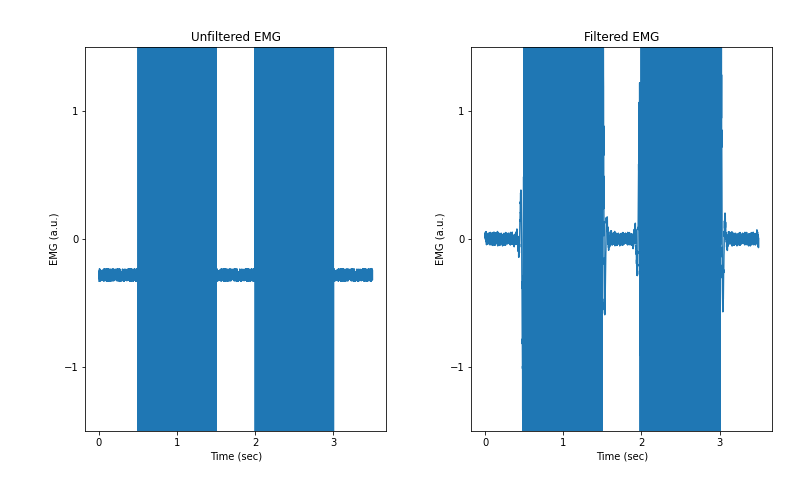 Unfiltered EMG
EMG (a.u.)
1
0
−1
0 1 2 3
Time (sec)
Filtered EMG
EMG (a.u.)
1
0
−1
0 1 2 3
Time (sec)